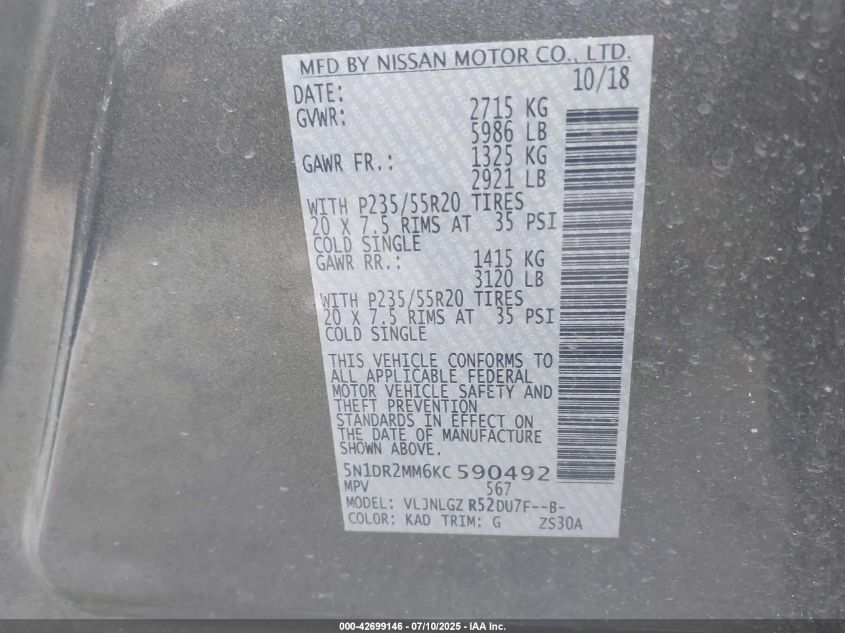 MFD BY NISSAN MOTOR CO., LTD.
DATE: 10/18
GVWR: 2715 KG
5986 LB
GAWR FR.: 1325 KG
2921 LB
WITH P235/55R20 TIRES
20 X 7.5 RIMS AT 35 PSI
COLD SINGLE
GAWR RR.: 1415 KG
3120 LB
WITH P235/55R20 TIRES
20 X 7.5 RIMS AT 35 PSI
COLD SINGLE
THIS VEHICLE CONFORMS TO
ALL APPLICABLE FEDERAL
MOTOR VEHICLE SAFETY AND
THEFT PREVENTION
STANDARDS IN EFFECT ON
THE DATE OF MANUFACTURE
SHOWN ABOVE.
5N1DR2MM6KC 590492
MPV 567
MODEL: VLJNLGZ R52DU7F--B-
COLOR: KAD TRIM: G ZS30A
000-42699146 - 07/10/2025 - IAA Inc.